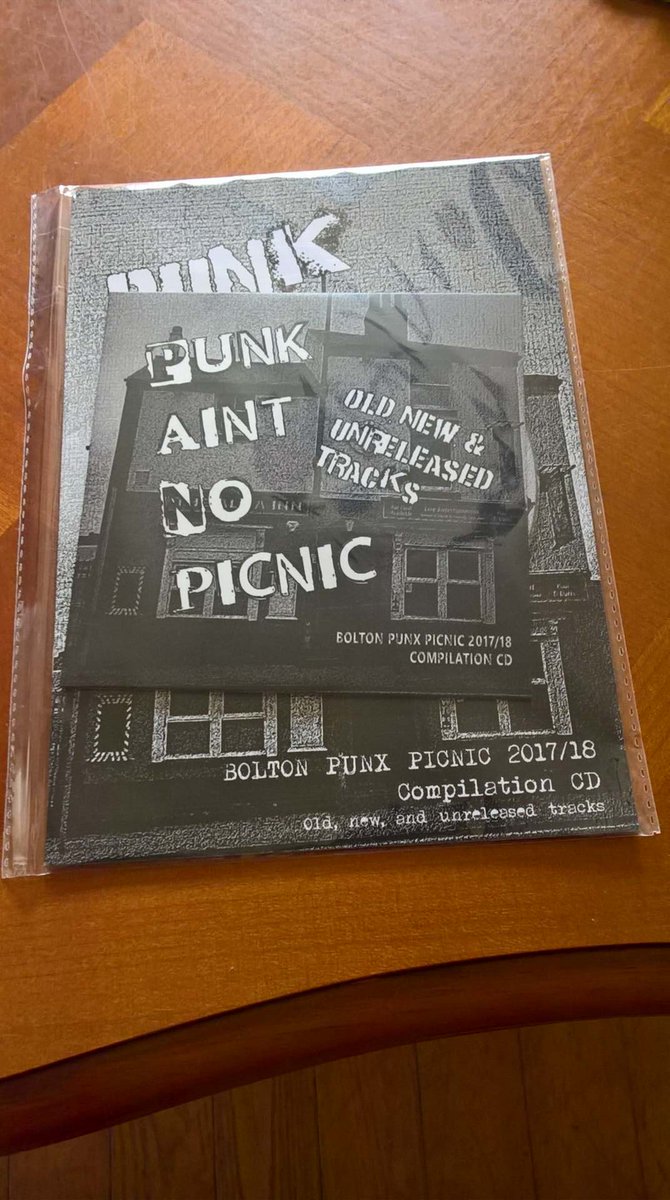 PUNK
PUNK
AINT
NO
PICNIC
OLD NEW &
UNRELEASED
TRACKS
INN
BOLTON PUNX PICNIC 2017/18
COMPILATION CD
BOLTON PUNX PICNIC 2017/18
Compilation CD
Old, new, and unreleased tracks